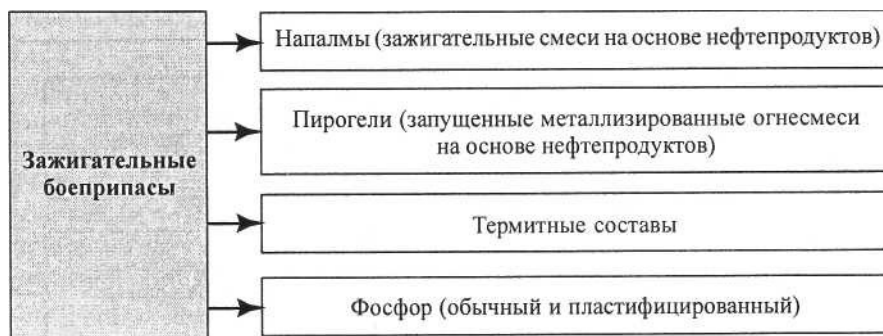 Напалмы (зажигательные смеси на основе нефтепродуктов)
Пирогели (запущенные металлизированные огнесмеси
на основе нефтепродуктов)
Зажигательные
боеприпасы
Термитные составы
Фосфор (обычный и пластифицированный)